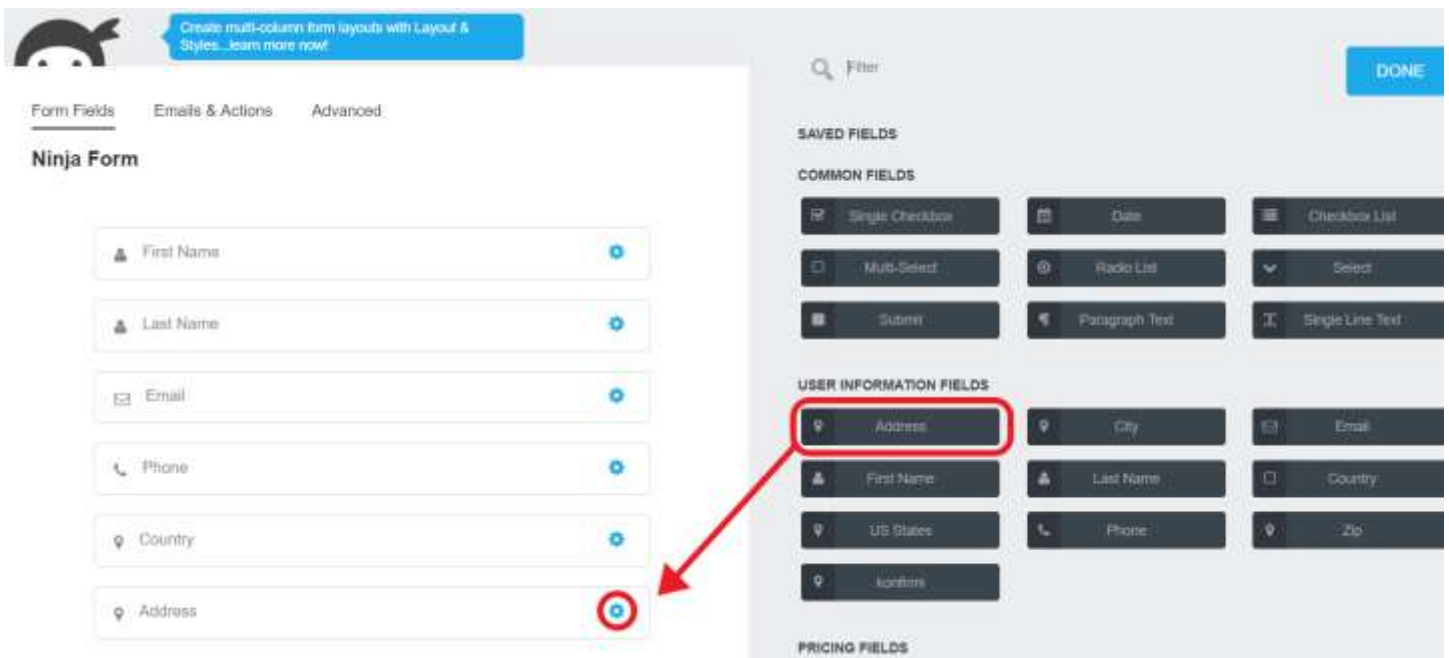 Create multi-column form layouts with Layout &
Styles...learn more now!
Filter
DONE
Form Fields
Emails & Actions
Advanced
Ninja Form
First Name
Last Name
Email
Phone
Country
Address
SAVED FIELDS
COMMON FIELDS
Single Checkbox
Date
Checkbox List
Multi-Select
Radio List
Select
Submit
Paragraph Text
Single Line Text
USER INFORMATION FIELDS
Address
City
Email
First Name
Last Name
Country
US States
Phone
Zip
konfirmi
PRICING FIELDS